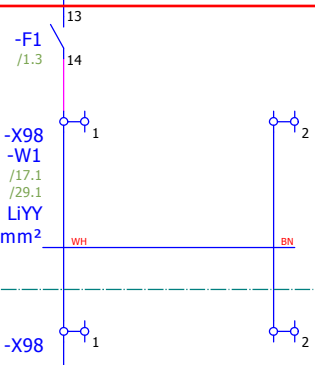 13
-F1
/1.3
14
-X98
1
2
-W1
/17.1
/29.1
LiYY
mm²
WH
BN
-X98
1
2